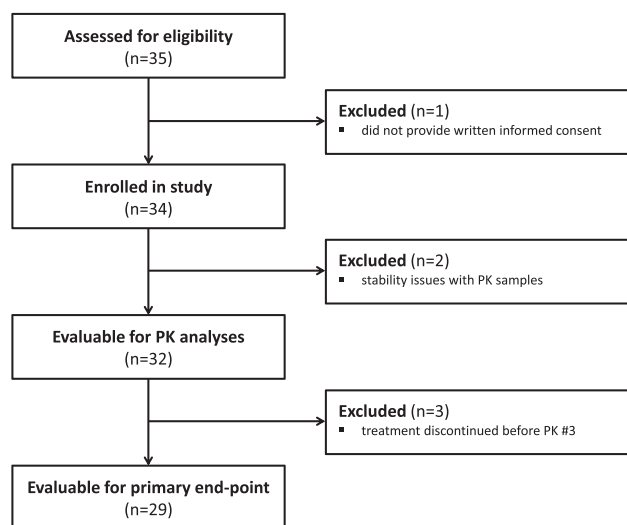 Assessed for eligibility
(n=35)
Excluded (n=1)
▪ did not provide written informed consent
Enrolled in study
(n=34)
Excluded (n=2)
▪ stability issues with PK samples
Evaluable for PK analyses
(n=32)
Excluded (n=3)
▪ treatment discontinued before PK #3
Evaluable for primary end-point
(n=29)